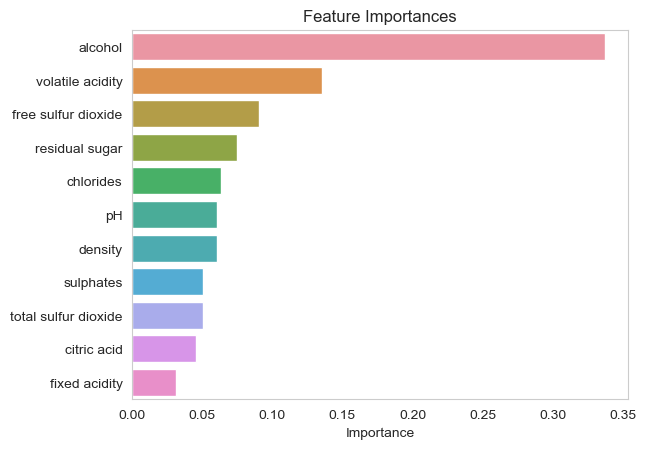 Feature Importances
alcohol
volatile acidity
free sulfur dioxide
residual sugar
chlorides
pH
density
sulphates
total sulfur dioxide
citric acid
fixed acidity
0.00 0.05 0.10 0.15 0.20 0.25 0.30 0.35
Importance